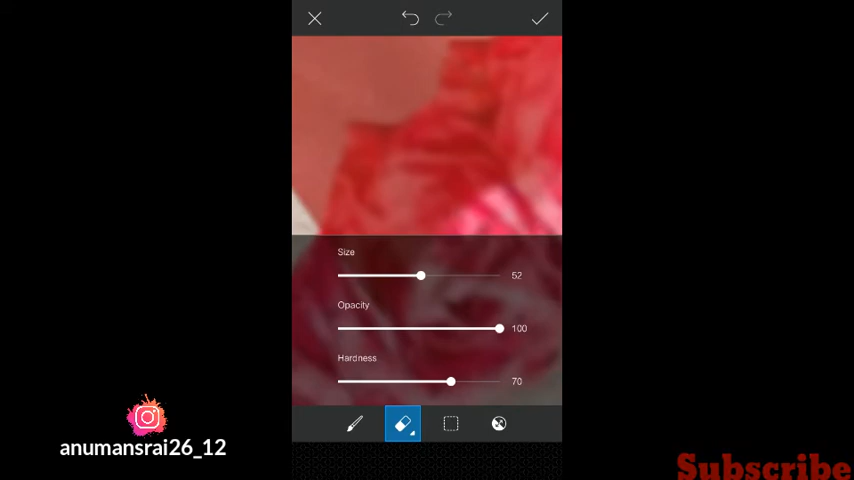 Size
52
Opacity
100
Hardness
70
anumansrai26_12
Subscribe